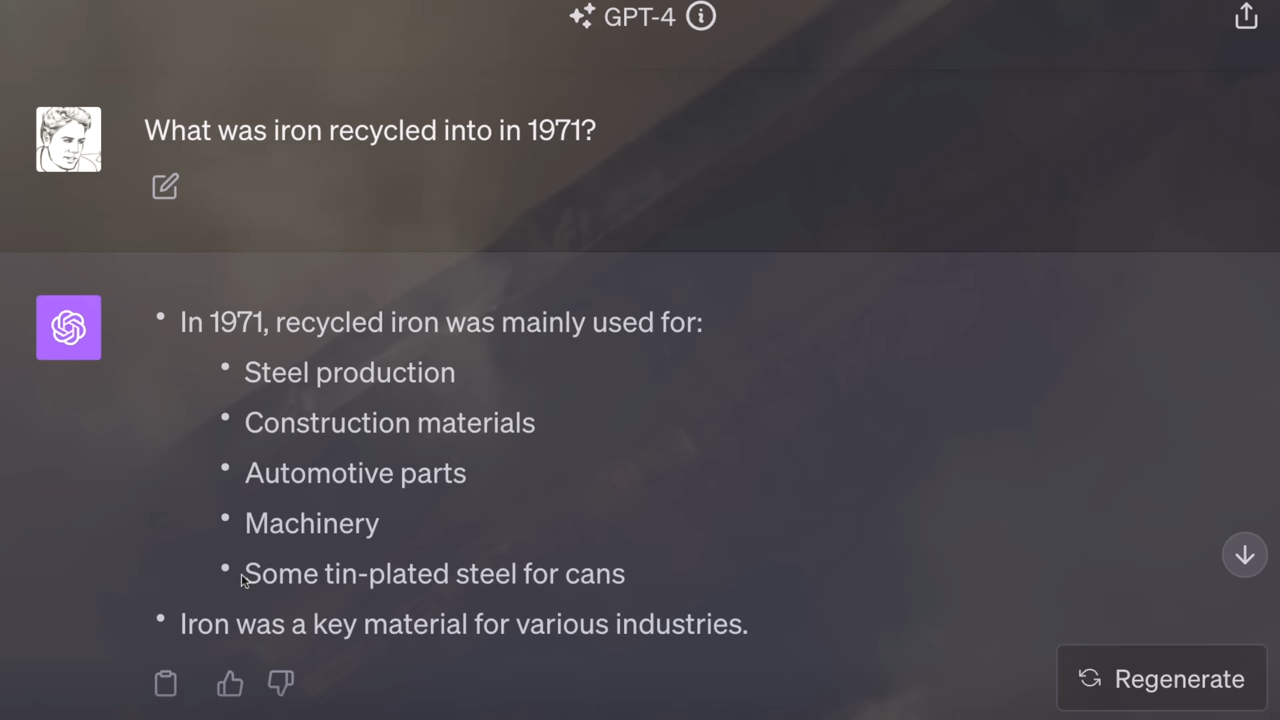 GPT-4
What was iron recycled into in 1971?
• In 1971, recycled iron was mainly used for:
• Steel production
• Construction materials
• Automotive parts
• Machinery
• Some tin-plated steel for cans
• Iron was a key material for various industries.
Regenerate